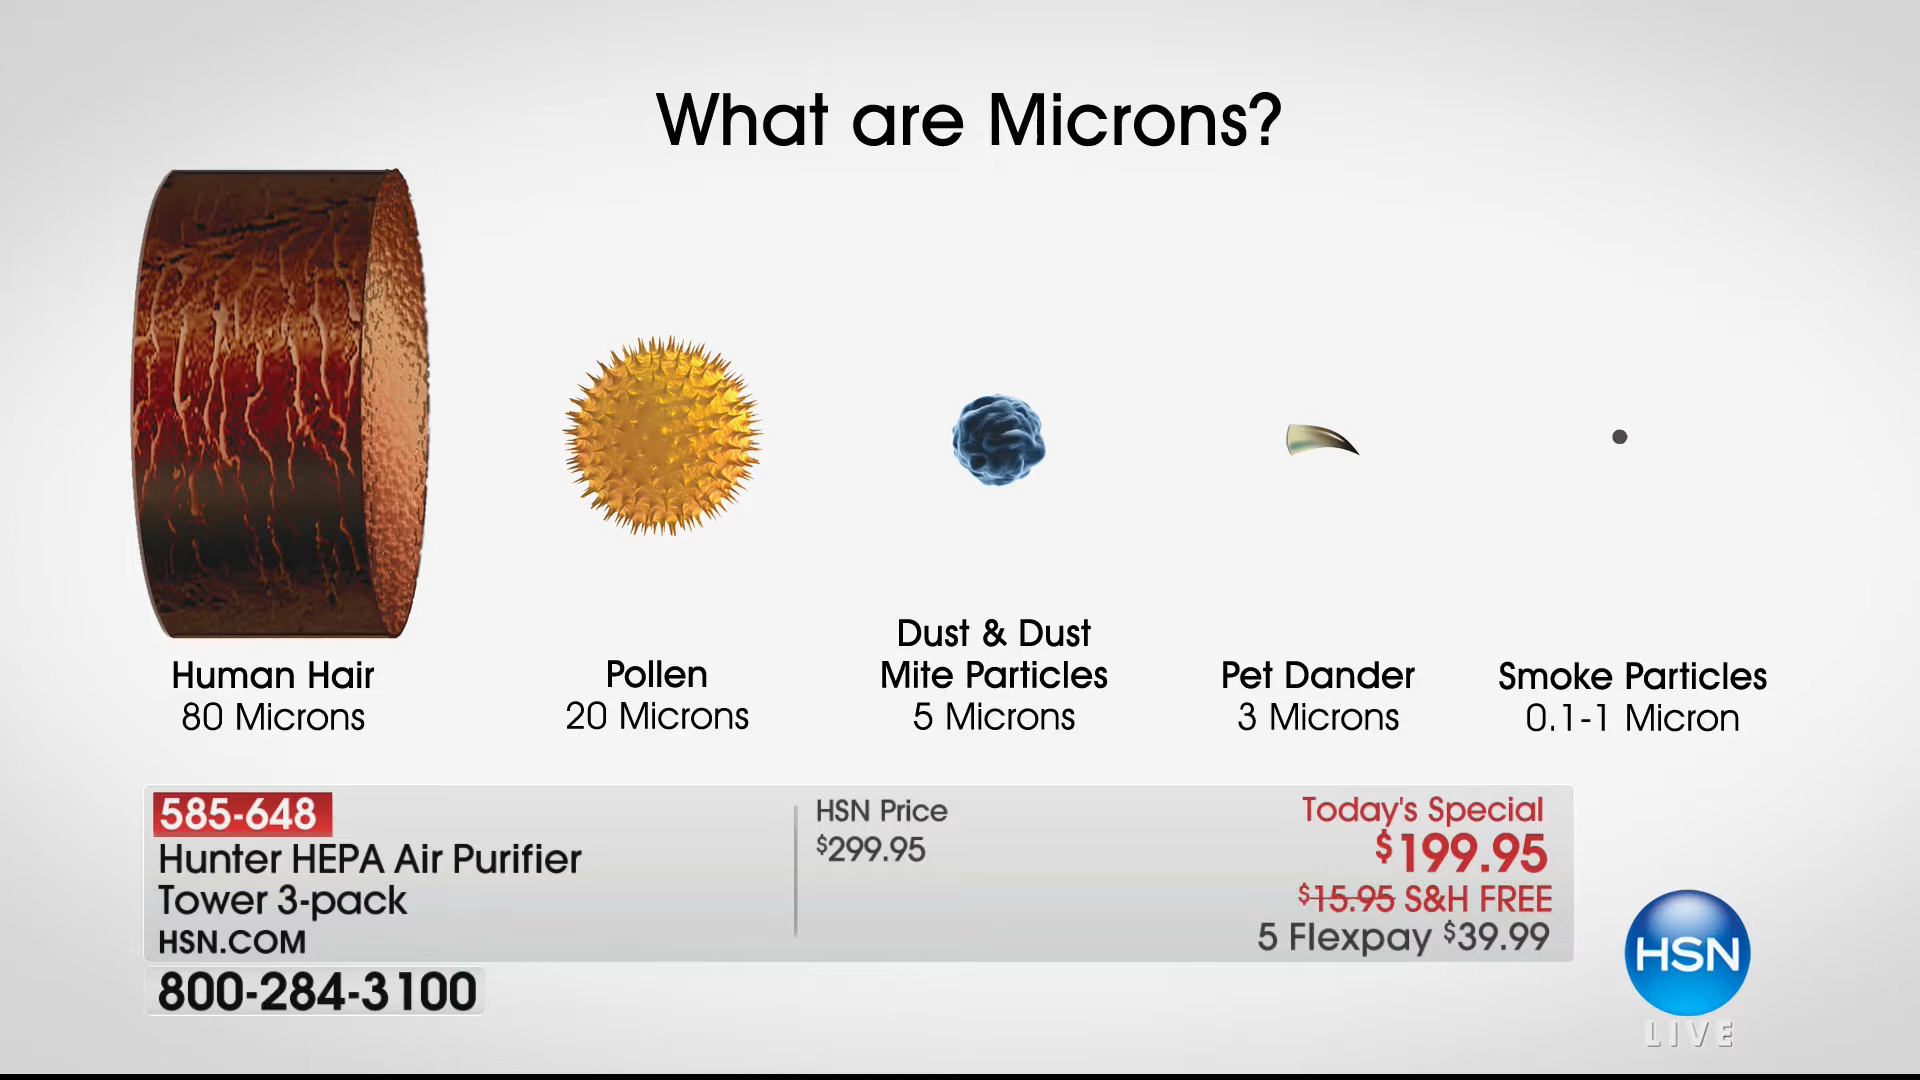 What are Microns?
Human Hair
80 Microns
Pollen
20 Microns
Dust & Dust
Mite Particles
5 Microns
Pet Dander
3 Microns
Smoke Particles
0.1-1 Micron
585-648
Hunter HEPA Air Purifier
Tower 3-pack
HSN.COM
800-284-3100
HSN Price
$299.95
Today's Special
$199.95
$15.95 S&H FREE
5 Flexpay $39.99
HSN
LIVE